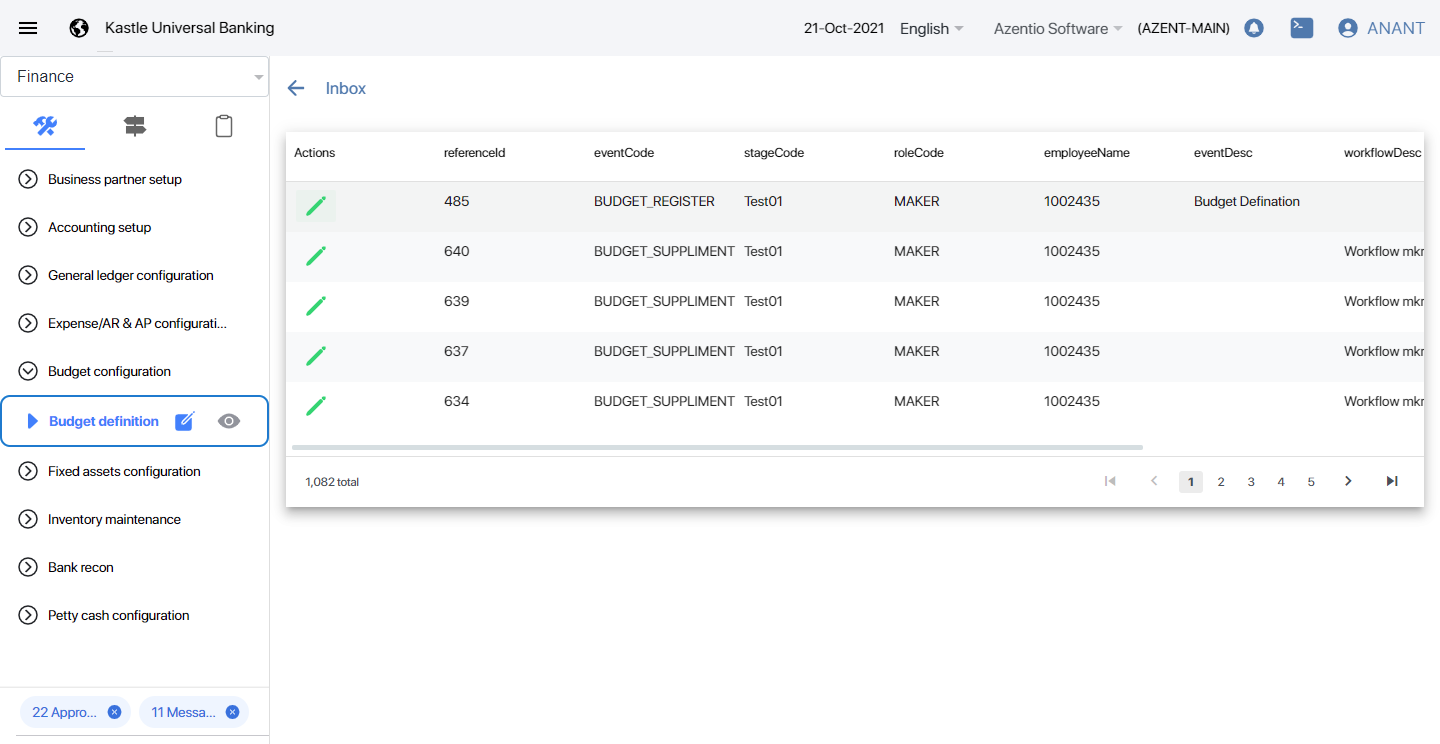 Kastle Universal Banking
21-Oct-2021 English Azentio Software (AZENT-MAIN) ANANT
Finance
Business partner setup
Accounting setup
General ledger configuration
Expense/AR & AP configurati...
Budget configuration
Budget definition
Fixed assets configuration
Inventory maintenance
Bank recon
Petty cash configuration
22 Appro... 11 Messa...
Inbox
Actions referenceId eventCode stageCode roleCode employeeName eventDesc workflowDesc
485 BUDGET_REGISTER Test01 MAKER 1002435 Budget Defination
640 BUDGET_SUPPLIMENT Test01 MAKER 1002435 Workflow mkr
639 BUDGET_SUPPLIMENT Test01 MAKER 1002435 Workflow mkr
637 BUDGET_SUPPLIMENT Test01 MAKER 1002435 Workflow mkr
634 BUDGET_SUPPLIMENT Test01 MAKER 1002435 Workflow mkr
1,082 total 1 2 3 4 5